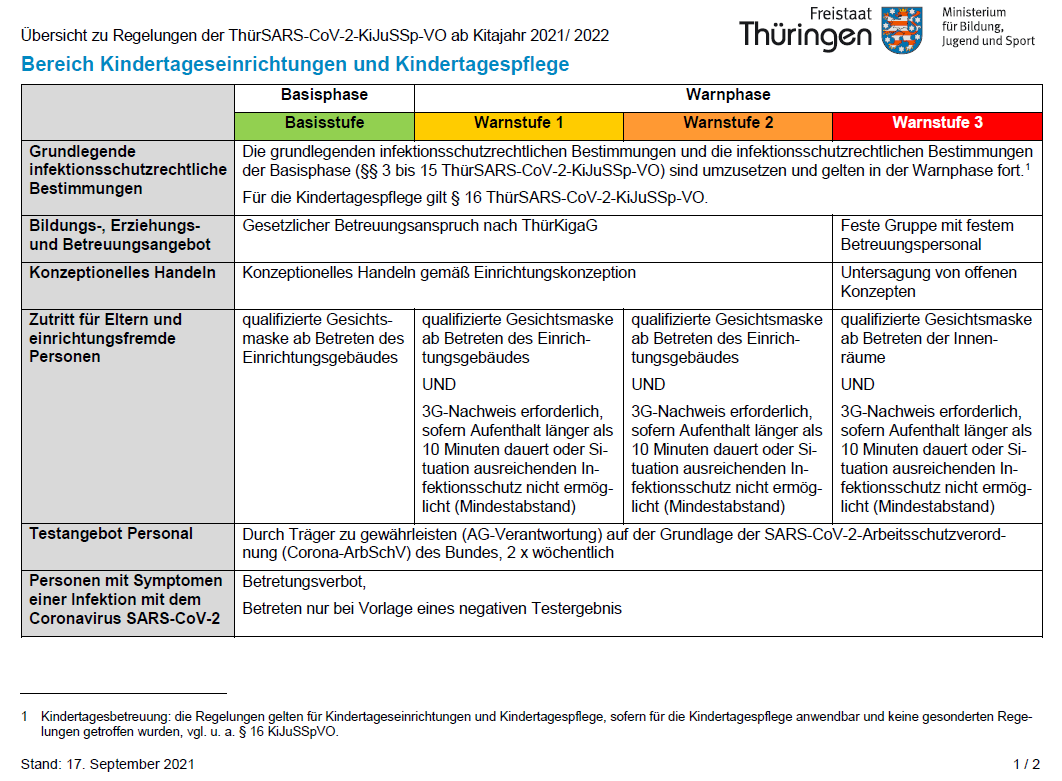 Freistaat
Thüringen
Ministerium
für Bildung,
Jugend und Sport
Übersicht zu Regelungen der ThürSARS-CoV-2-KiJuSSp-VO ab Kitajahr 2021/ 2022
Bereich Kindertageseinrichtungen und Kindertagespflege
Basisphase
Warnphase
Basisstufe
Warnstufe 1
Warnstufe 2
Warnstufe 3
Grundlegende
infektionsschutzrechtliche
Bestimmungen
Die grundlegenden infektionsschutzrechtlichen Bestimmungen und die infektionsschutzrechtlichen Bestimmungen
der Basisphase (§§ 3 bis 15 ThürSARS-CoV-2-KiJuSSp-VO) sind umzusetzen und gelten in der Warnphase fort.¹
Für die Kindertagespflege gilt § 16 ThürSARS-CoV-2-KiJuSSp-VO.
Bildungs-, Erziehungs-
und Betreuungsangebot
Gesetzlicher Betreuungsanspruch nach ThürKigaG
Feste Gruppe mit festem
Betreuungspersonal
Konzeptionelles Handeln
Konzeptionelles Handeln gemäß Einrichtungskonzeption
Untersagung von offenen
Konzepten
Zutritt für Eltern und
einrichtungsfremde
Personen
qualifizierte Gesichts-
maske ab Betreten des
Einrichtungsgebäudes
qualifizierte Gesichtsmaske
ab Betreten des Einrich-
tungsgebäudes
UND
3G-Nachweis erforderlich,
sofern Aufenthalt länger als
10 Minuten dauert oder Si-
tuation ausreichenden In-
fektionsschutz nicht ermög-
licht (Mindestabstand)
qualifizierte Gesichtsmaske
ab Betreten des Einrich-
tungsgebäudes
UND
3G-Nachweis erforderlich,
sofern Aufenthalt länger als
10 Minuten dauert oder Si-
tuation ausreichenden In-
fektionsschutz nicht ermög-
licht (Mindestabstand)
qualifizierte Gesichtsmaske
ab Betreten der Innen-
räume
UND
3G-Nachweis erforderlich,
sofern Aufenthalt länger als
10 Minuten dauert oder Si-
tuation ausreichenden In-
fektionsschutz nicht ermög-
licht (Mindestabstand)
Testangebot Personal
Durch Träger zu gewährleisten (AG-Verantwortung) auf der Grundlage der SARS-CoV-2-Arbeitsschutzverord-
nung (Corona-ArbSchV) des Bundes, 2 x wöchentlich
Personen mit Symptomen
einer Infektion mit dem
Coronavirus SARS-CoV-2
Betretungsverbot,
Betreten nur bei Vorlage eines negativen Testergebnis
1 Kindertagesbetreuung: die Regelungen gelten für Kindertageseinrichtungen und Kindertagespflege, sofern für die Kindertagespflege anwendbar und keine gesonderten Rege-
lungen getroffen wurden, vgl. u. a. § 16 KiJuSSpVO.
Stand: 17. September 2021
1 / 2